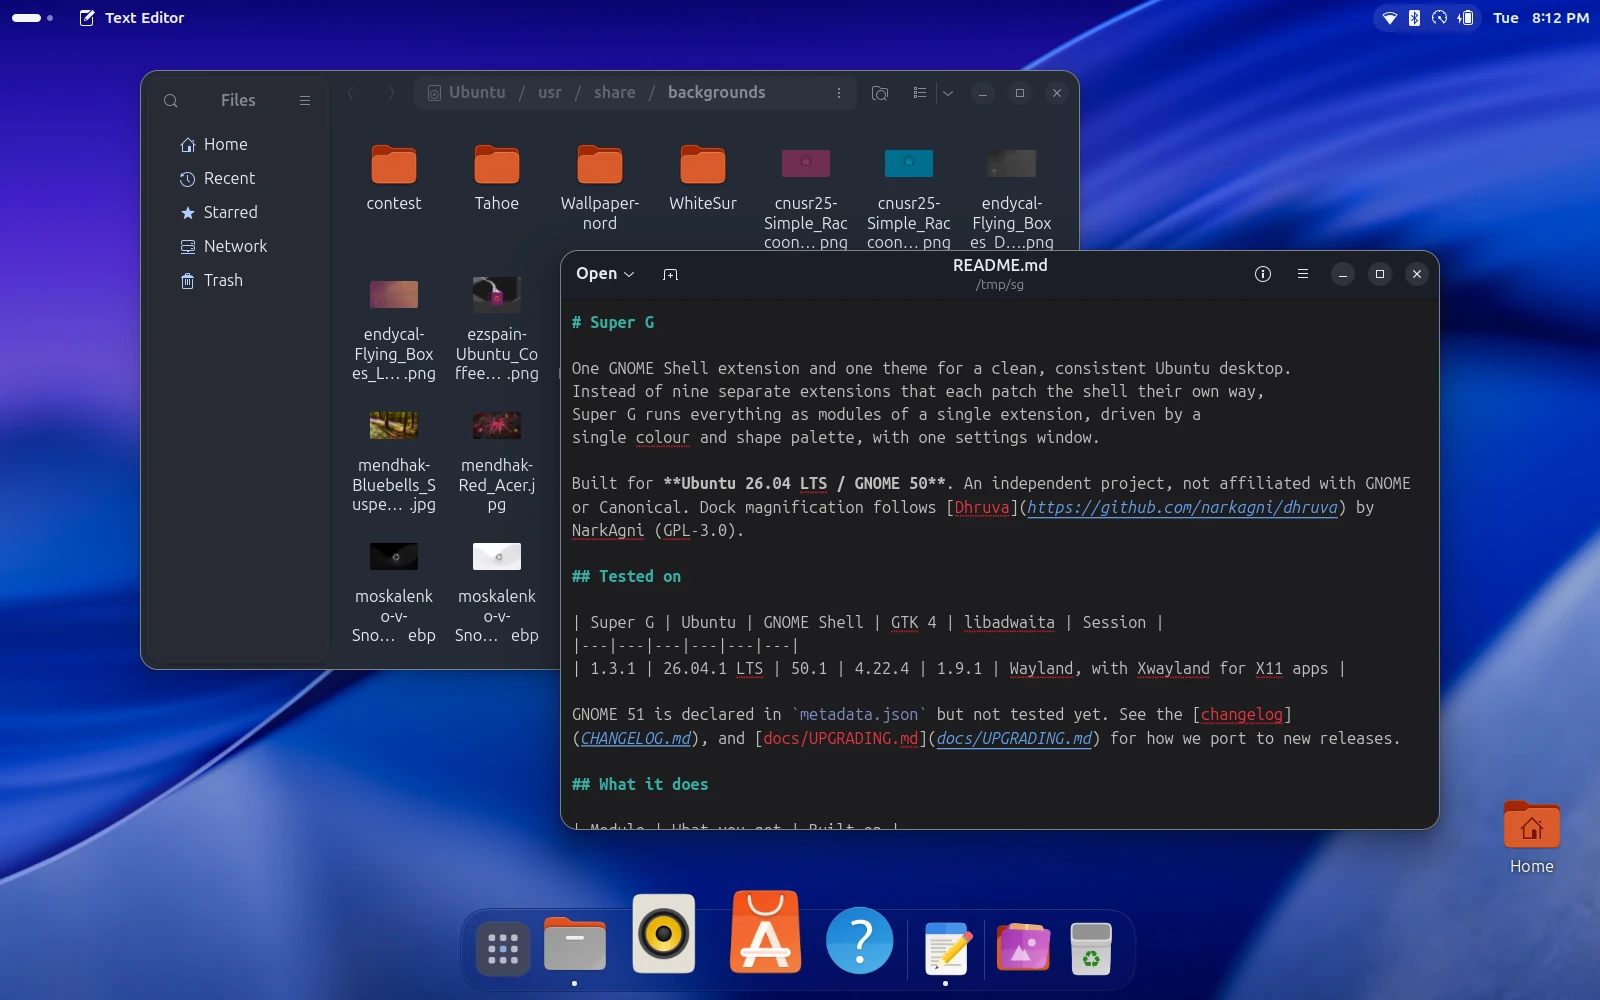 Text Editor
Tue 8:12 PM
Files
Ubuntu / usr / share / backgrounds
Home
Recent
Starred
Network
Trash
contest
Tahoe
Wallpaper-
nord
WhiteSur
cnusr25-
Simple_Rac
coon… png
cnusr25-
Simple_Rac
coon… png
endycal-
Flying_Box
es_D….png
endycal-
Flying_Box
es_L… .png
ezspain-
Ubuntu_Co
ffee… .png
mendhak-
Bluebells_S
uspe… .jpg
mendhak-
Red_Acer.j
pg
moskalenk
o-v-
Sno… ebp
moskalenk
o-v-
Sno… ebp
Open
README.md
/tmp/sg
# Super G
One GNOME Shell extension and one theme for a clean, consistent Ubuntu desktop.
Instead of nine separate extensions that each patch the shell their own way,
Super G runs everything as modules of a single extension, driven by a
single colour and shape palette, with one settings window.
Built for **Ubuntu 26.04 LTS / GNOME 50**. An independent project, not affiliated with GNOME
or Canonical. Dock magnification follows [Dhruva](https://github.com/narkagni/dhruva) by
NarkAgni (GPL-3.0).
## Tested on
| Super G | Ubuntu | GNOME Shell | GTK 4 | libadwaita | Session |
|---|---|---|---|---|---|
| 1.3.1 | 26.04.1 LTS | 50.1 | 4.22.4 | 1.9.1 | Wayland, with Xwayland for X11 apps |
GNOME 51 is declared in `metadata.json` but not tested yet. See the [changelog]
(CHANGELOG.md), and [docs/UPGRADING.md](docs/UPGRADING.md) for how we port to new releases.
## What it does
| Module | What you get | Built on |
Home